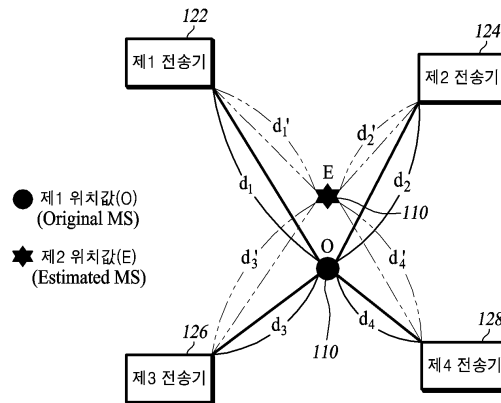 122
제1 전송기
124
제2 전송기
d1'
d2'
E
d1
d2
110
제1 위치값(O)
(Original MS)
O
제2 위치값(E)
(Estimated MS)
d3'
d4'
d3
d4
110
126
제3 전송기
128
제4 전송기